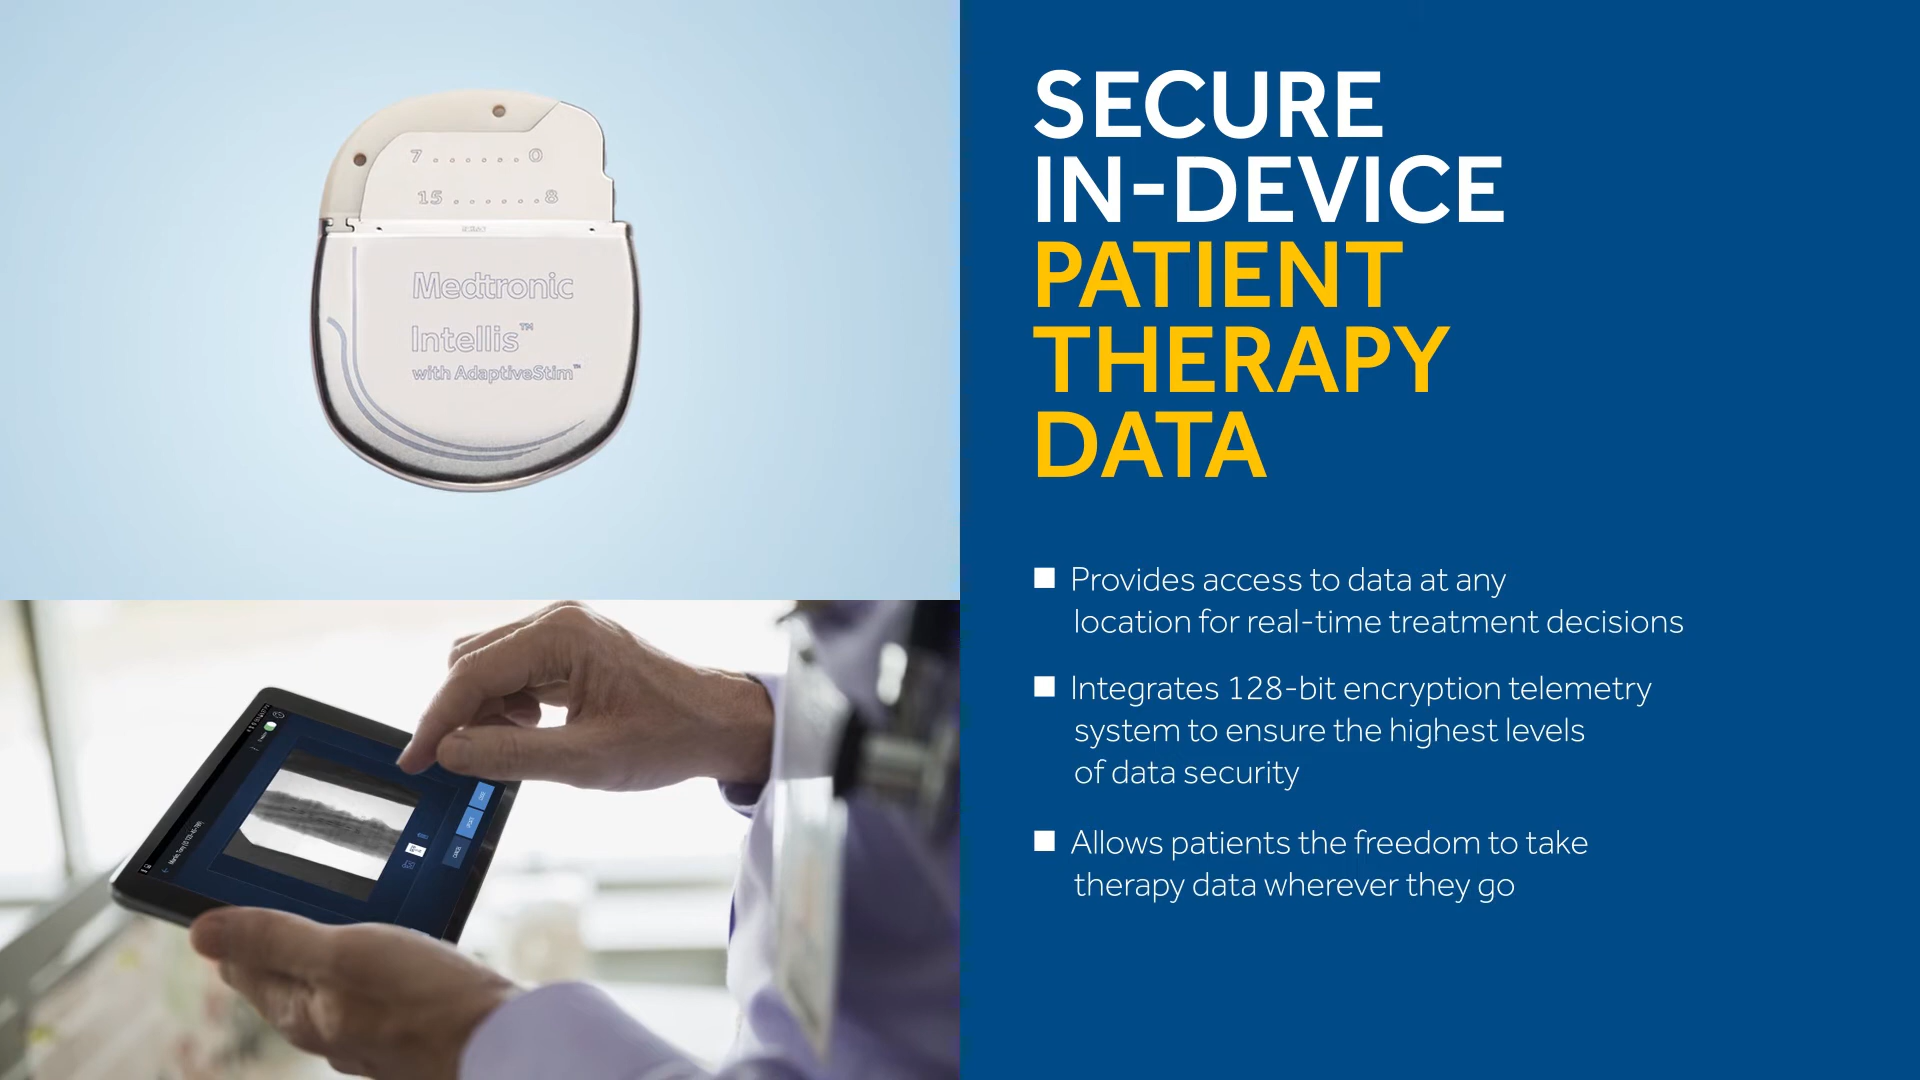 7 . . . . . . 0
15 . . . . . . 8
Medtronic
Intellis™
with AdaptiveStim™
SECURE
IN-DEVICE
PATIENT
THERAPY
DATA
■ Provides access to data at any
location for real-time treatment decisions
■ Integrates 128-bit encryption telemetry
system to ensure the highest levels
of data security
■ Allows patients the freedom to take
therapy data wherever they go